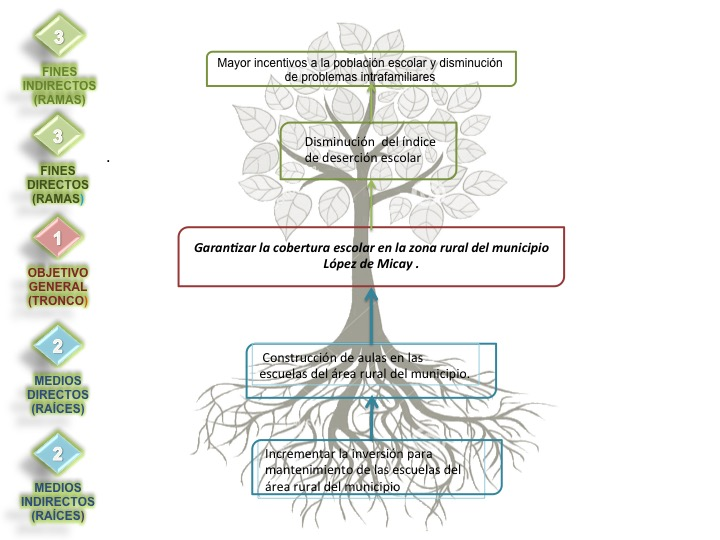 3
FINES
INDIRECTOS
(RAMAS)
Mayor incentivos a la población escolar y disminución
de problemas intrafamiliares
3
FINES
DIRECTOS
(RAMAS)
Disminución  del índice
de deserción escolar
.
1
OBJETIVO
GENERAL
(TRONCO)
Garantizar la cobertura escolar en la zona rural del municipio
López de Micay .
2
MEDIOS
DIRECTOS
(RAÍCES)
Construcción de aulas en las
escuelas del área rural del municipio.
2
MEDIOS
INDIRECTOS
(RAÍCES)
Incrementar la inversión para
mantenimiento de las escuelas del
área rural del municipio